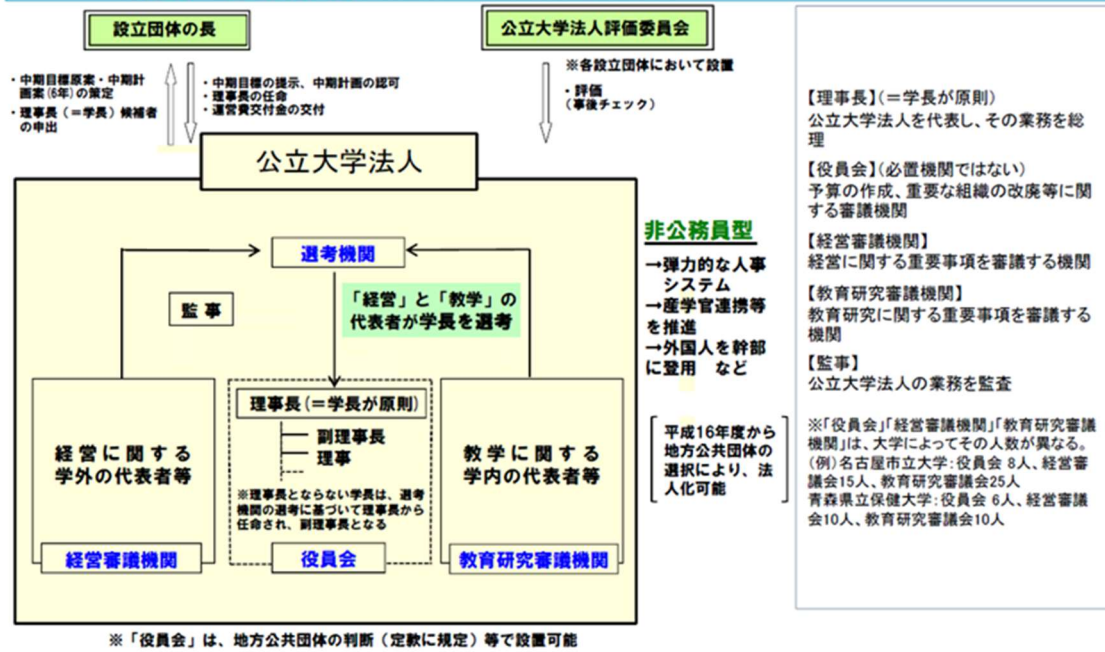 設立団体の長
公立大学法人評価委員会
・中期目標原案・中期計
画案(6年)の策定
・理事長(=学長)候補者
の申出
・中期目標の提示、中期計画の認可
・理事長の任命
・運営費交付金の交付
※各設立団体において設置
・評価
(事後チェック)
公立大学法人
選考機関
監事
「経営」と「教学」の
代表者が学長を選考
経営に関する
学外の代表者等
経営審議機関
理事長(=学長が原則)
副理事長
理事
※理事長とならない学長は、選考
機関の選考に基づいて理事長から
任命され、副理事長となる
役員会
教学に関する
学内の代表者等
教育研究審議機関
非公務員型
→弾力的な人事
システム
→産学官連携等
を推進
→外国人を幹部
に登用 など
平成16年度から
地方公共団体の
選択により、法
人化可能
※「役員会」は、地方公共団体の判断(定款に規定)等で設置可能
【理事長】(=学長が原則)
公立大学法人を代表し、その業務を総
理
【役員会】(必置機関ではない)
予算の作成、重要な組織の改廃等に関
する審議機関
【経営審議機関】
経営に関する重要事項を審議する機関
【教育研究審議機関】
教育研究に関する重要事項を審議する
機関
【監事】
公立大学法人の業務を監査
※「役員会」「経営審議機関」「教育研究審議
機関」は、大学によってその人数が異なる。
(例)名古屋市立大学:役員会 8人、経営審
議会15人、教育研究審議会25人
青森県立保健大学:役員会 6人、経営審議
会10人、教育研究審議会10人